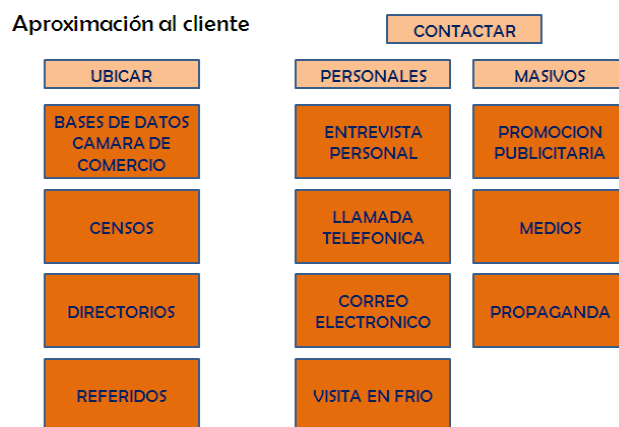 Aproximación al cliente
CONTACTAR
UBICAR
PERSONALES
MASIVOS
BASES DE DATOS
CAMARA DE
COMERCIO
ENTREVISTA
PERSONAL
PROMOCION
PUBLICITARIA
CENSOS
LLAMADA
TELEFONICA
MEDIOS
DIRECTORIOS
CORREO
ELECTRONICO
PROPAGANDA
REFERIDOS
VISITA EN FRIO